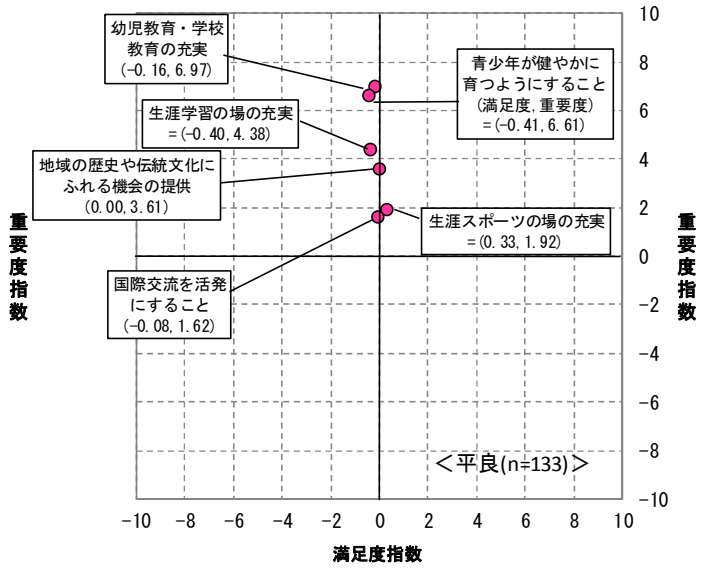 幼児教育・学校
教育の充実
(-0.16,6.97)
青少年が健やかに
育つようにすること
(満足度,重要度)
=(-0.41,6.61)
生涯学習の場の充実
=(-0.40,4.38)
地域の歴史や伝統文化に
ふれる機会の提供
(0.00,3.61)
生涯スポーツの場の充実
=(0.33,1.92)
国際交流を活発
にすること
(-0.08,1.62)
重要度指数
重要度指数
10
8
6
4
2
0
-2
-4
-6
-8
-10
＜平良(n=133)＞
-10 -8 -6 -4 -2 0 2 4 6 8 10
満足度指数